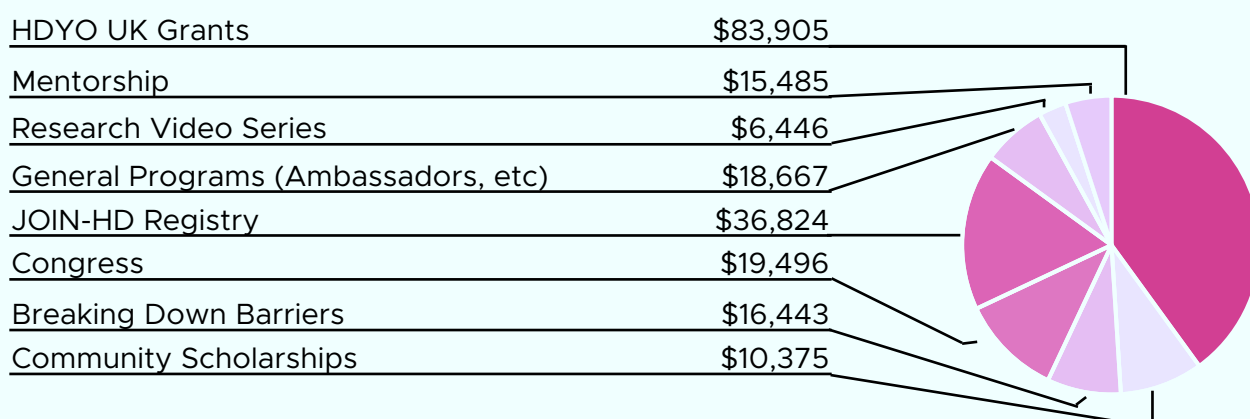 HDYO UK Grants $83,905
Mentorship $15,485
Research Video Series $6,446
General Programs (Ambassadors, etc) $18,667
JOIN-HD Registry $36,824
Congress $19,496
Breaking Down Barriers $16,443
Community Scholarships $10,375